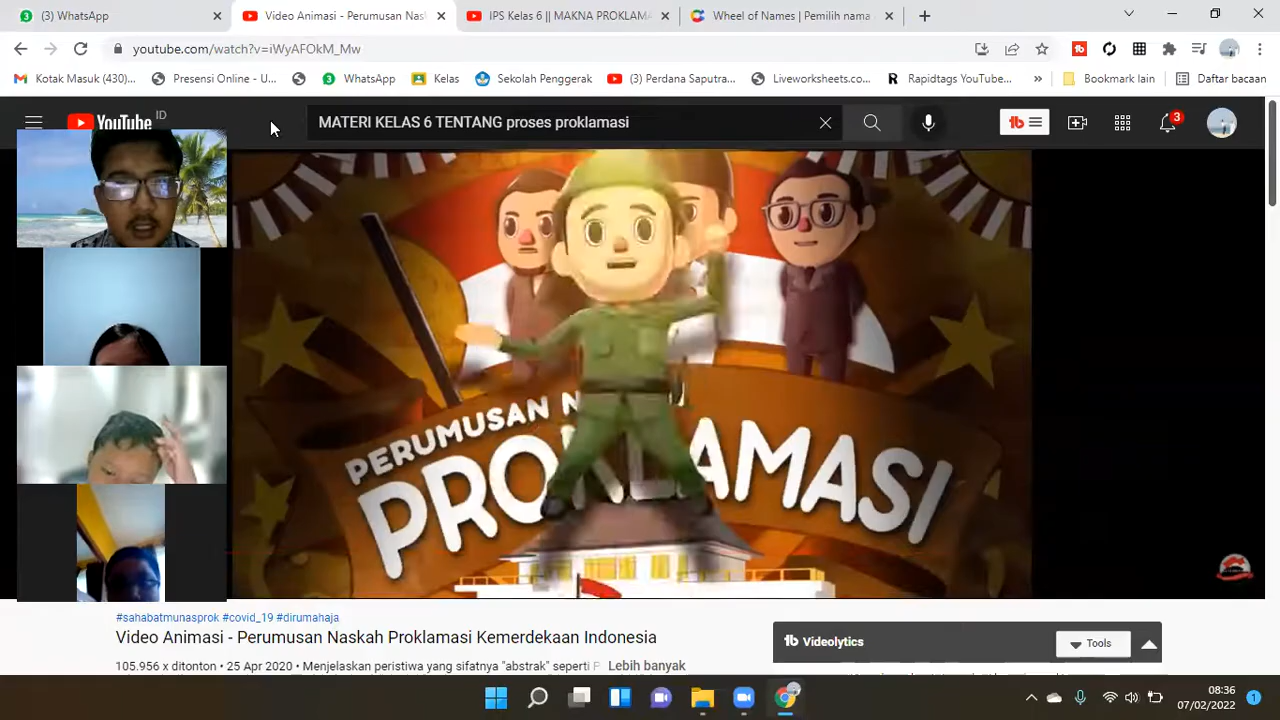 (3) WhatsApp
Video Animasi - Perumusan Nas
IPS Kelas 6 || MAKNA PROKLAMA
Wheel of Names | Pemilih nama
youtube.com/watch?v=iWyAFOkM_Mw
Kotak Masuk (430)...
Presensi Online - U...
3
WhatsApp
Kelas
Sekolah Penggerak
(3) Perdana Saputra...
Liveworksheets.co...
R
Rapidtags YouTube...
»
Bookmark lain
Daftar bacaan
YouTube ID
MATERI KELAS 6 TENTANG proses proklamasi
tb
3
PERUMUSAN N
PROKLAMASI
#sahabatmunasprok #covid_19 #dirumahaja
Video Animasi - Perumusan Naskah Proklamasi Kemerdekaan Indonesia
105.956 x ditonton • 25 Apr 2020 • Menjelaskan peristiwa yang sifatnya "abstrak" seperti P
Lebih banyak
tb Videolytics
Tools
08:36
07/02/2022
1